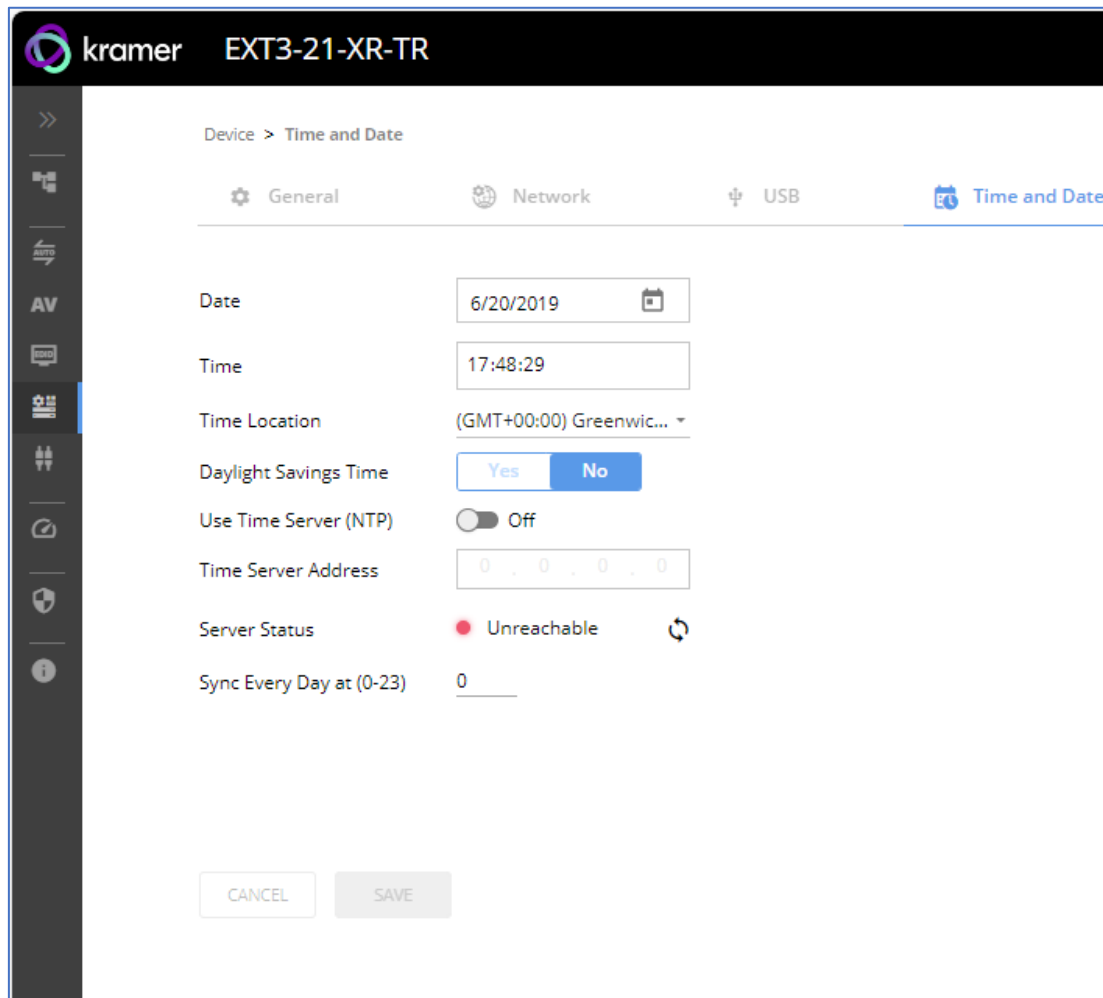 kramer EXT3-21-XR-TR
Device > Time and Date
General Network USB Time and Date
Date 6/20/2019
Time 17:48:29
Time Location (GMT+00:00) Greenwic...
AUTO
AV
EDID
Daylight Savings Time Yes No
Use Time Server (NTP) Off
Time Server Address 0 . 0 . 0 . 0
Server Status Unreachable
Sync Every Day at (0-23) 0
CANCEL SAVE